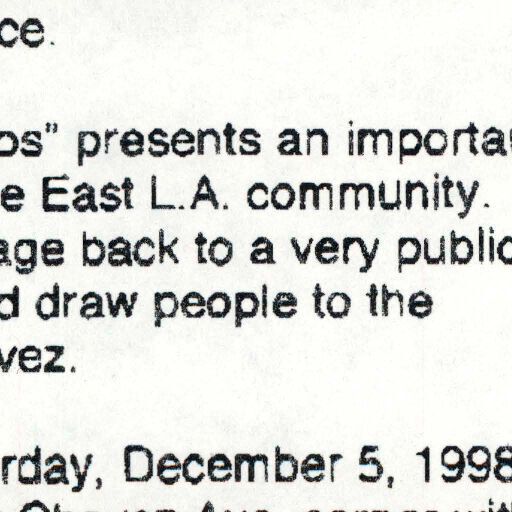 ce.
os" presents an importa
e East L.A. community.
age back to a very public
d draw people to the
vez.
rday, December 5, 1998